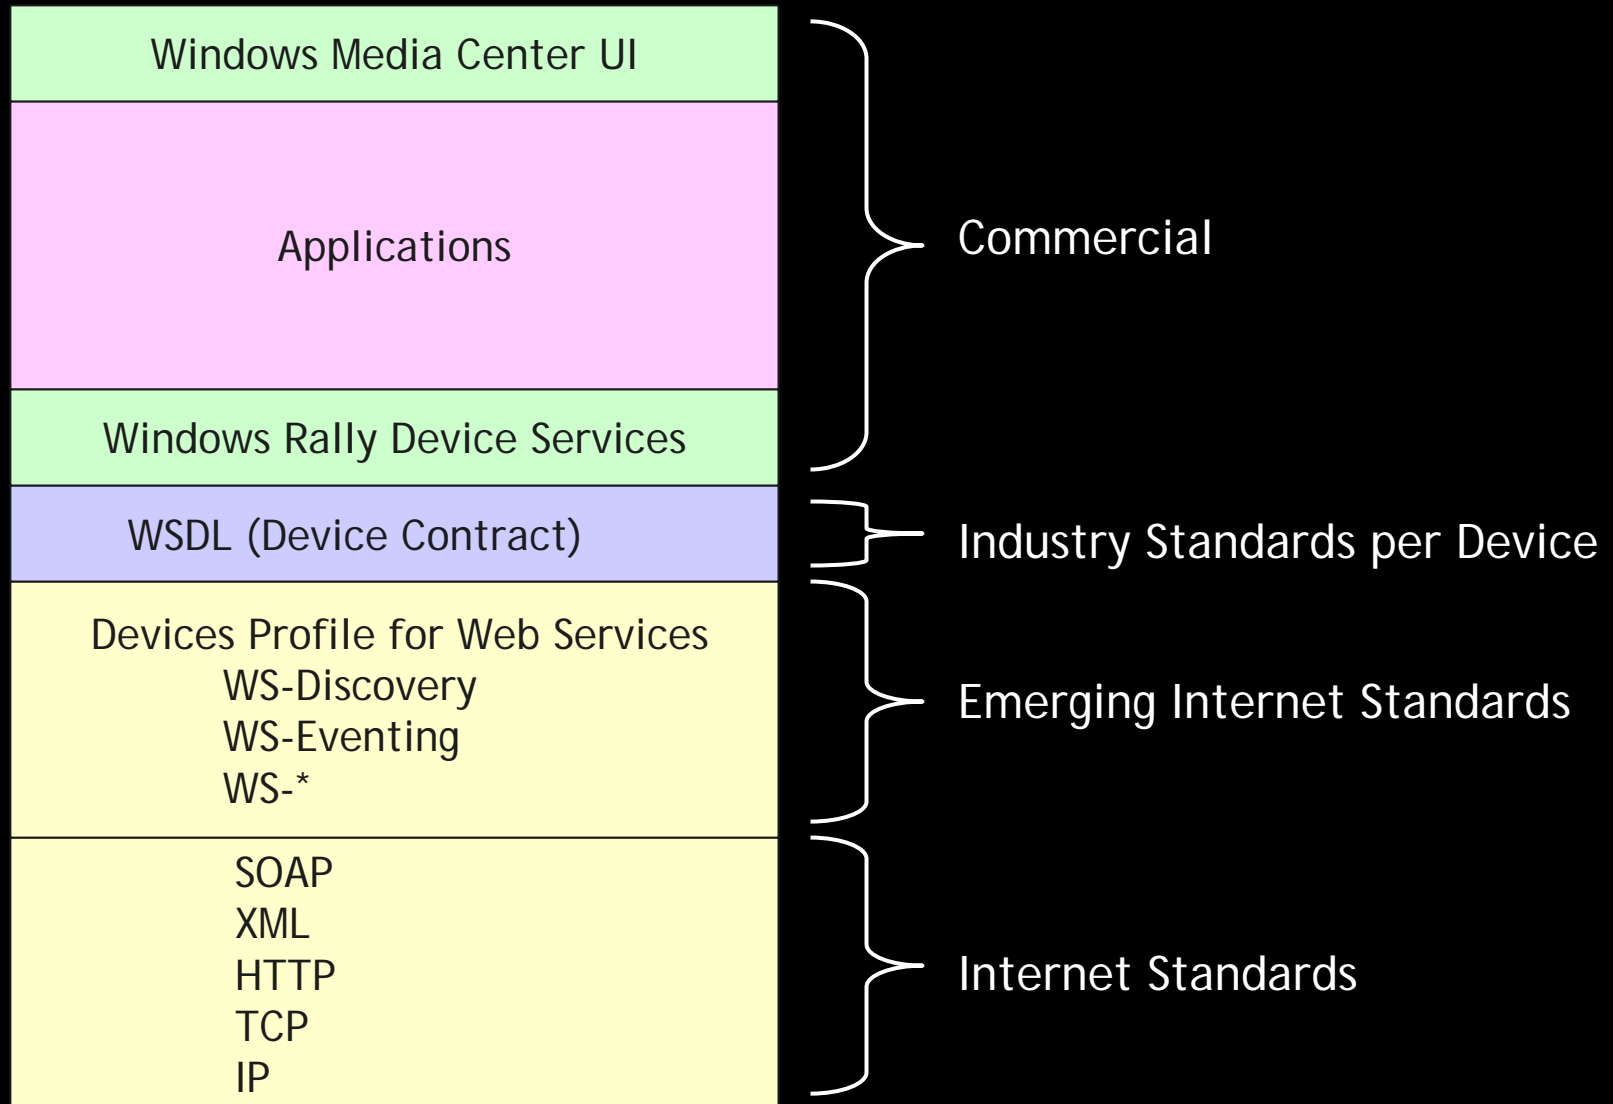 Windows Media Center UI
Applications
Commercial
Windows Rally Device Services
WSDL (Device Contract)
Industry Standards per Device
Devices Profile for Web Services
WS-Discovery
WS-Eventing
WS-*
Emerging Internet Standards
SOAP
XML
HTTP
TCP
IP
Internet Standards